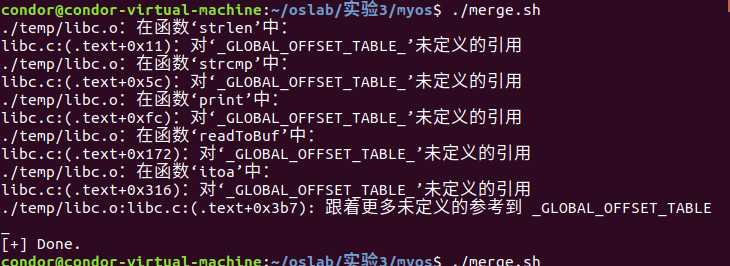 condor@condor-virtual-machine:~/oslab/实验3/myos$ ./merge.sh
./temp/libc.o：在函数‘strlen’中：
libc.c:(.text+0x11)：对‘_GLOBAL_OFFSET_TABLE_’未定义的引用
./temp/libc.o：在函数‘strcmp’中：
libc.c:(.text+0x5c)：对‘_GLOBAL_OFFSET_TABLE_’未定义的引用
./temp/libc.o：在函数‘print’中：
libc.c:(.text+0xfc)：对‘_GLOBAL_OFFSET_TABLE_’未定义的引用
./temp/libc.o：在函数‘readToBuf’中：
libc.c:(.text+0x172)：对‘_GLOBAL_OFFSET_TABLE_’未定义的引用
./temp/libc.o：在函数‘itoa’中：
libc.c:(.text+0x316)：对‘_GLOBAL_OFFSET_TABLE_’未定义的引用
./temp/libc.o:libc.c:(.text+0x3b7): 跟着更多未定义的参考到 _GLOBAL_OFFSET_TABLE
_
[+] Done.
condor@condor-virtual-machine:~/oslab/实验3/myos$ ./merge.sh